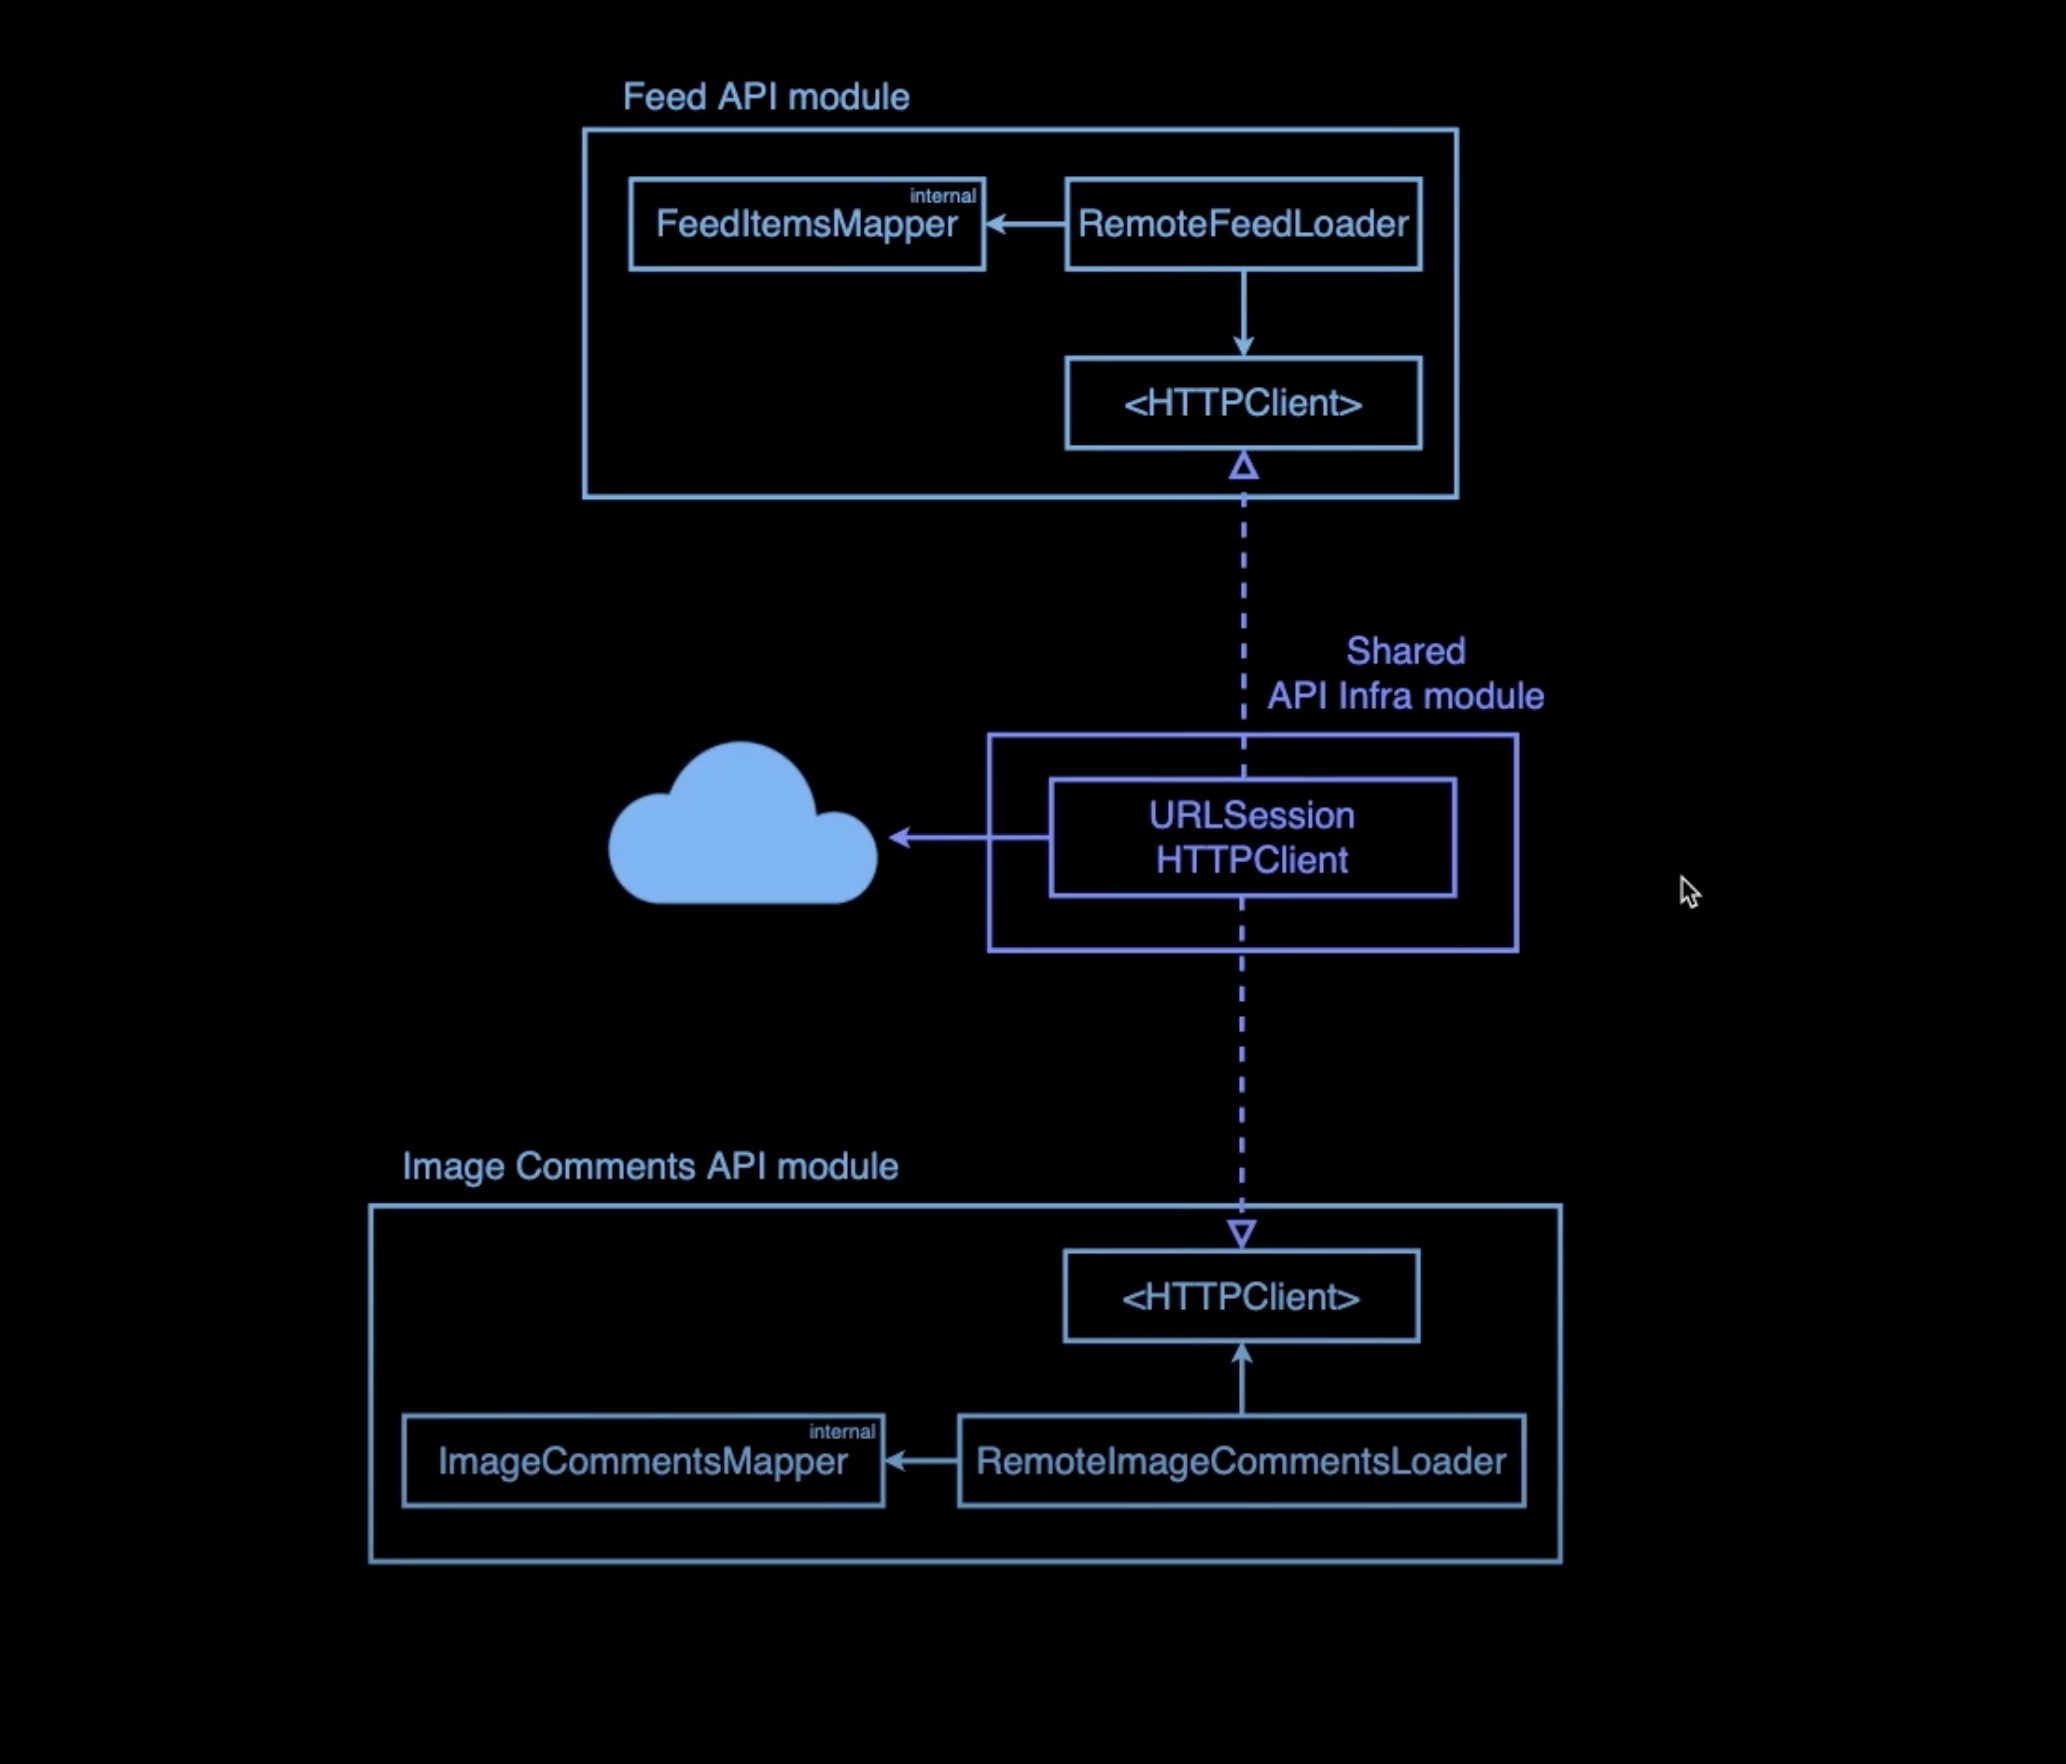 Feed API module
internal
FeedItemsMapper
RemoteFeedLoader
<HTTPClient>
Shared
API Infra module
URLSession
HTTPClient
Image Comments API module
<HTTPClient>
internal
ImageCommentsMapper
RemoteImageCommentsLoader